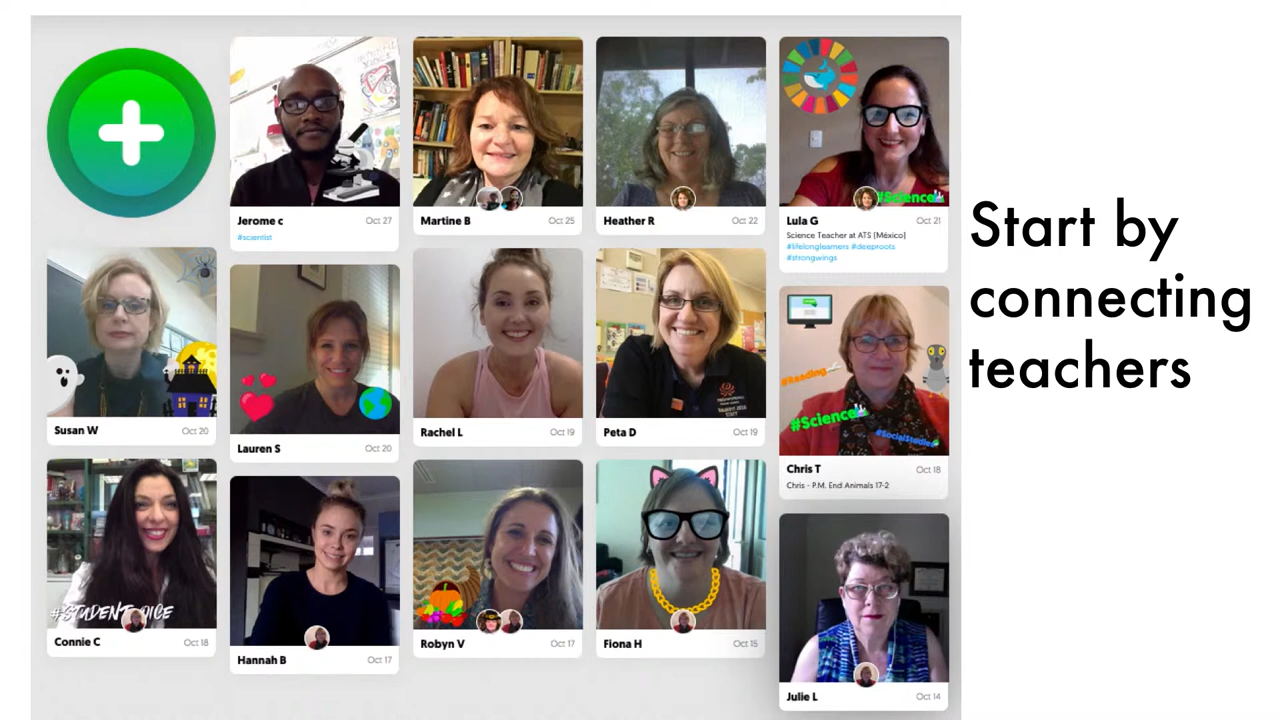 Jerome c Oct 27
#scientist
Martine B Oct 25
Heather R Oct 22
#Science
Lula G Oct 21
Science Teacher at ATS [México]
#lifelonglearners #deeproots
#strongwings
Susan W Oct 20
Lauren S Oct 20
Rachel L Oct 19
Peta D Oct 19
#Reading
#Science
#SocialStudies
Chris T Oct 18
Chris - P.M. End Animals 17-2
Connie C Oct 18
Hannah B Oct 17
Robyn V Oct 17
Fiona H Oct 15
Julie L Oct 14
Start by
connecting
teachers